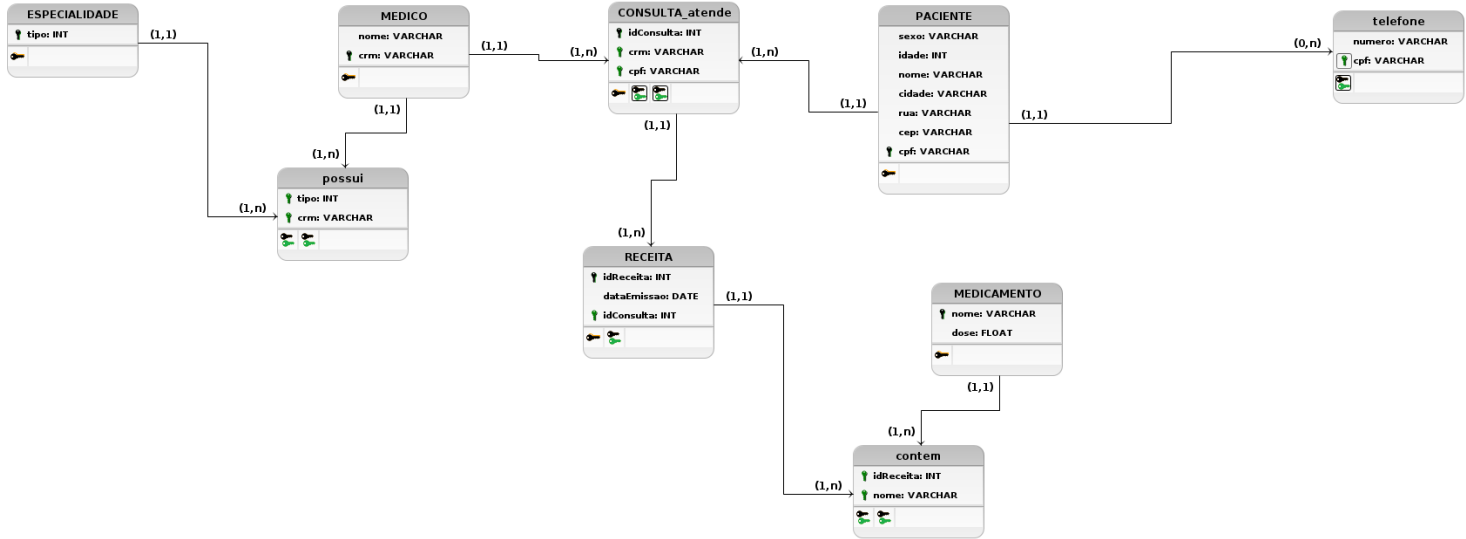 ESPECIALIDADE
tipo: INT
(1,1)
(1,n)
MEDICO
nome: VARCHAR
crm: VARCHAR
(1,1)
(1,n)
(1,1)
(1,n)
possui
tipo: INT
crm: VARCHAR
CONSULTA_atende
idConsulta: INT
crm: VARCHAR
cpf: VARCHAR
(1,n)
(1,1)
(1,1)
(1,n)
PACIENTE
sexo: VARCHAR
idade: INT
nome: VARCHAR
cidade: VARCHAR
rua: VARCHAR
cep: VARCHAR
cpf: VARCHAR
(1,1)
(0,n)
telefone
numero: VARCHAR
cpf: VARCHAR
RECEITA
idReceita: INT
dataEmissao: DATE
idConsulta: INT
(1,1)
(1,n)
MEDICAMENTO
nome: VARCHAR
dose: FLOAT
(1,1)
(1,n)
contem
idReceita: INT
nome: VARCHAR